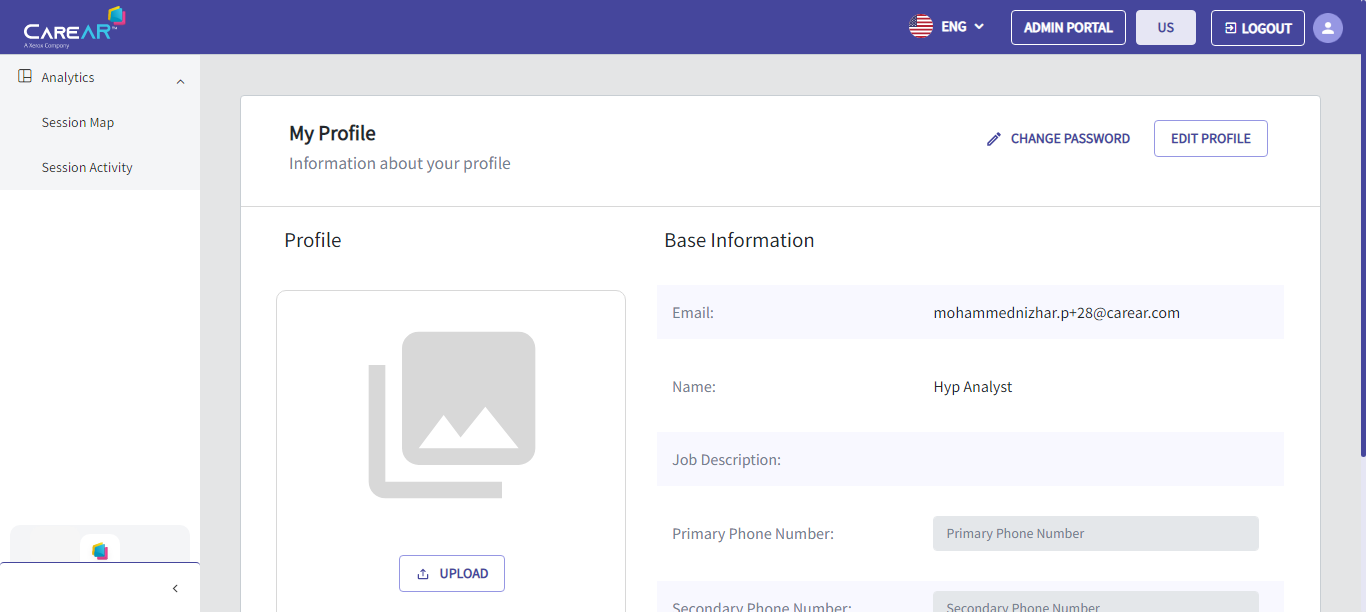 CAREAR™
A Xerox Company
ENG
ADMIN PORTAL
US
LOGOUT
Analytics
Session Map
Session Activity
My Profile
Information about your profile
CHANGE PASSWORD
EDIT PROFILE
Profile
UPLOAD
Base Information
Email: mohammednizhar.p+28@carear.com
Name: Hyp Analyst
Job Description:
Primary Phone Number: Primary Phone Number
Secondary Phone Number: Secondary Phone Number